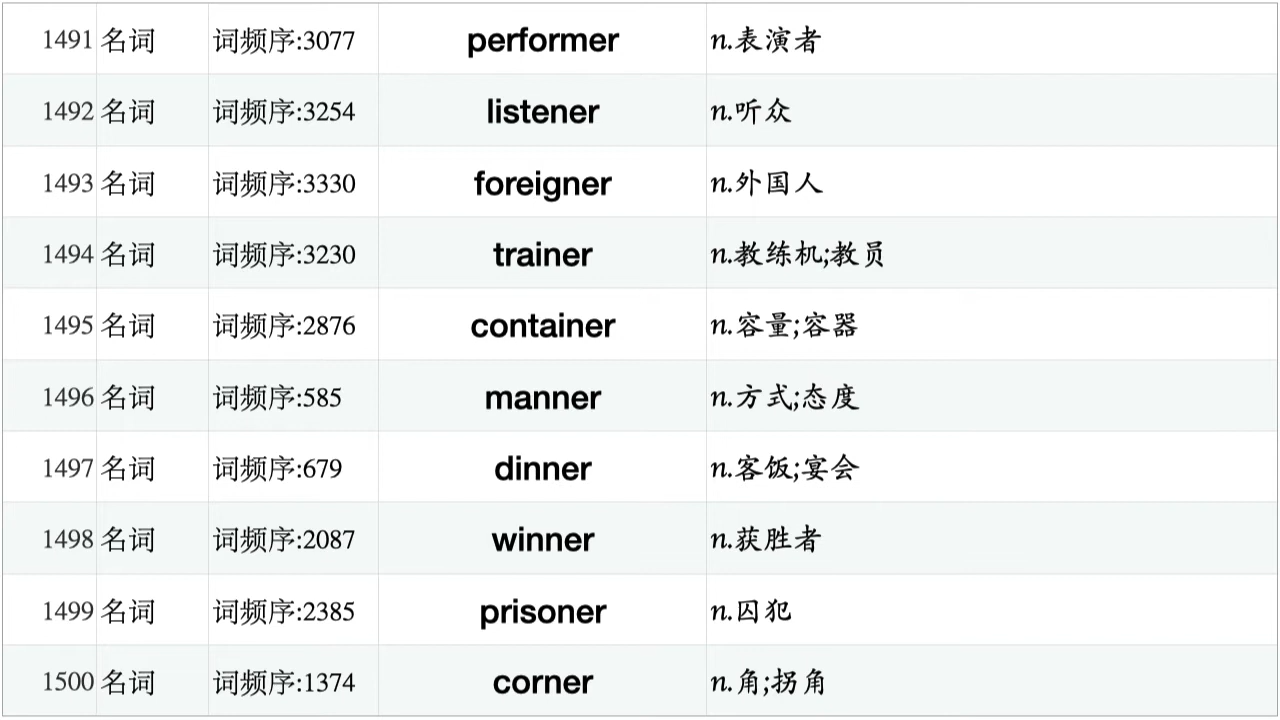 1491 名词 词频序:3077 performer n.表演者
1492 名词 词频序:3254 listener n.听众
1493 名词 词频序:3330 foreigner n.外国人
1494 名词 词频序:3230 trainer n.教练机;教员
1495 名词 词频序:2876 container n.容量;容器
1496 名词 词频序:585 manner n.方式;态度
1497 名词 词频序:679 dinner n.客饭;宴会
1498 名词 词频序:2087 winner n.获胜者
1499 名词 词频序:2385 prisoner n.囚犯
1500 名词 词频序:1374 corner n.角;拐角